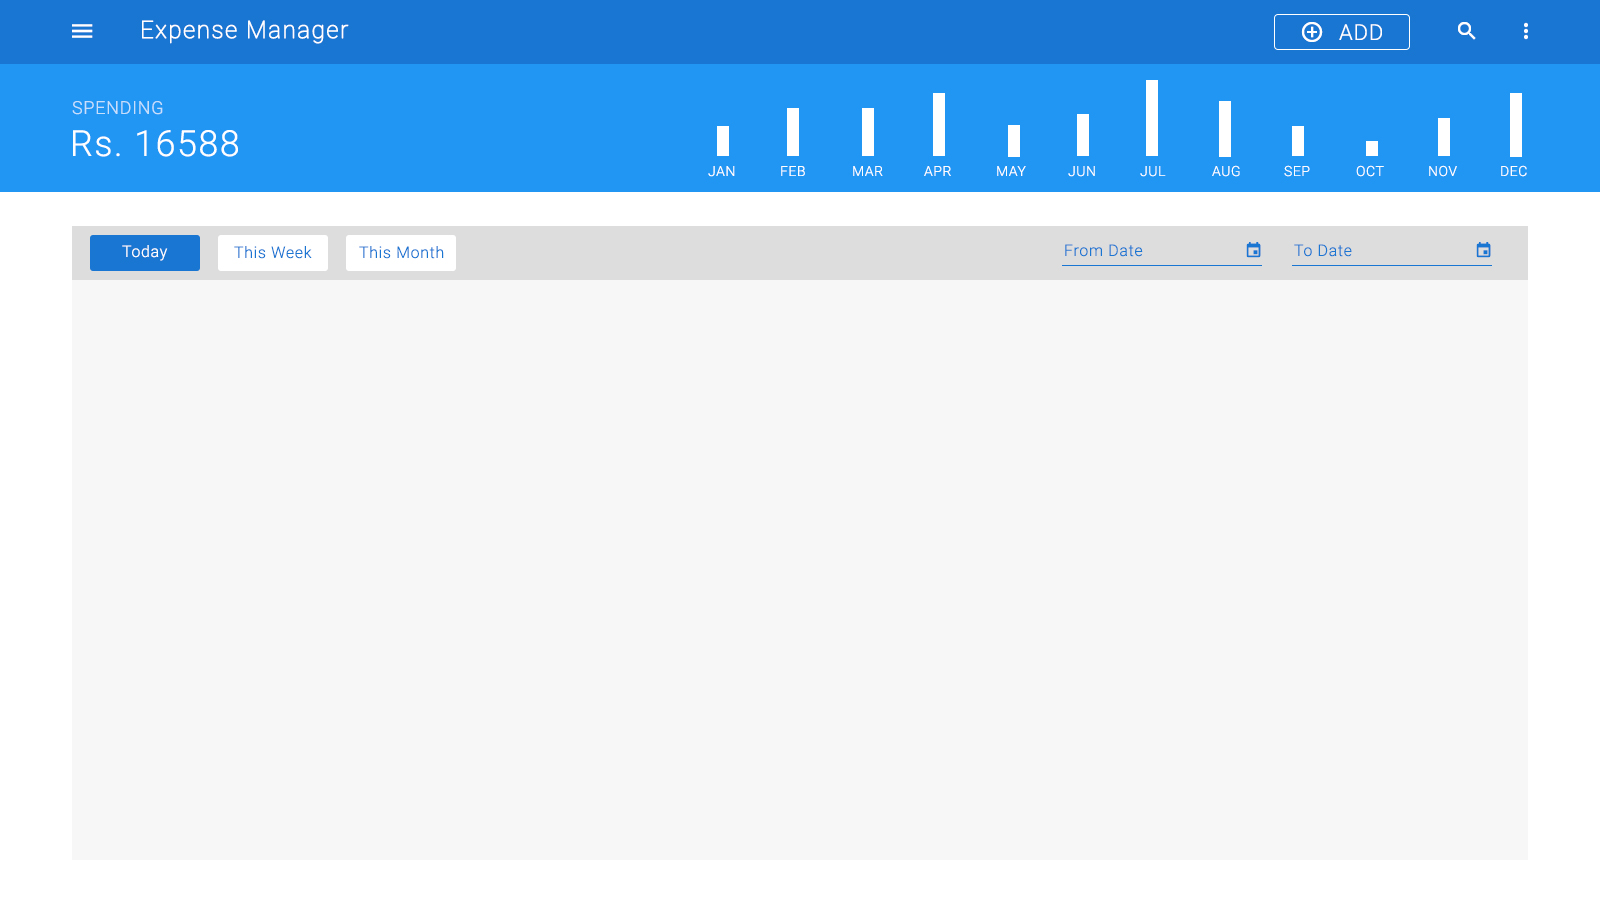 Expense Manager
ADD
SPENDING
Rs. 16588
JAN FEB MAR APR MAY JUN JUL AUG SEP OCT NOV DEC
Today This Week This Month From Date To Date